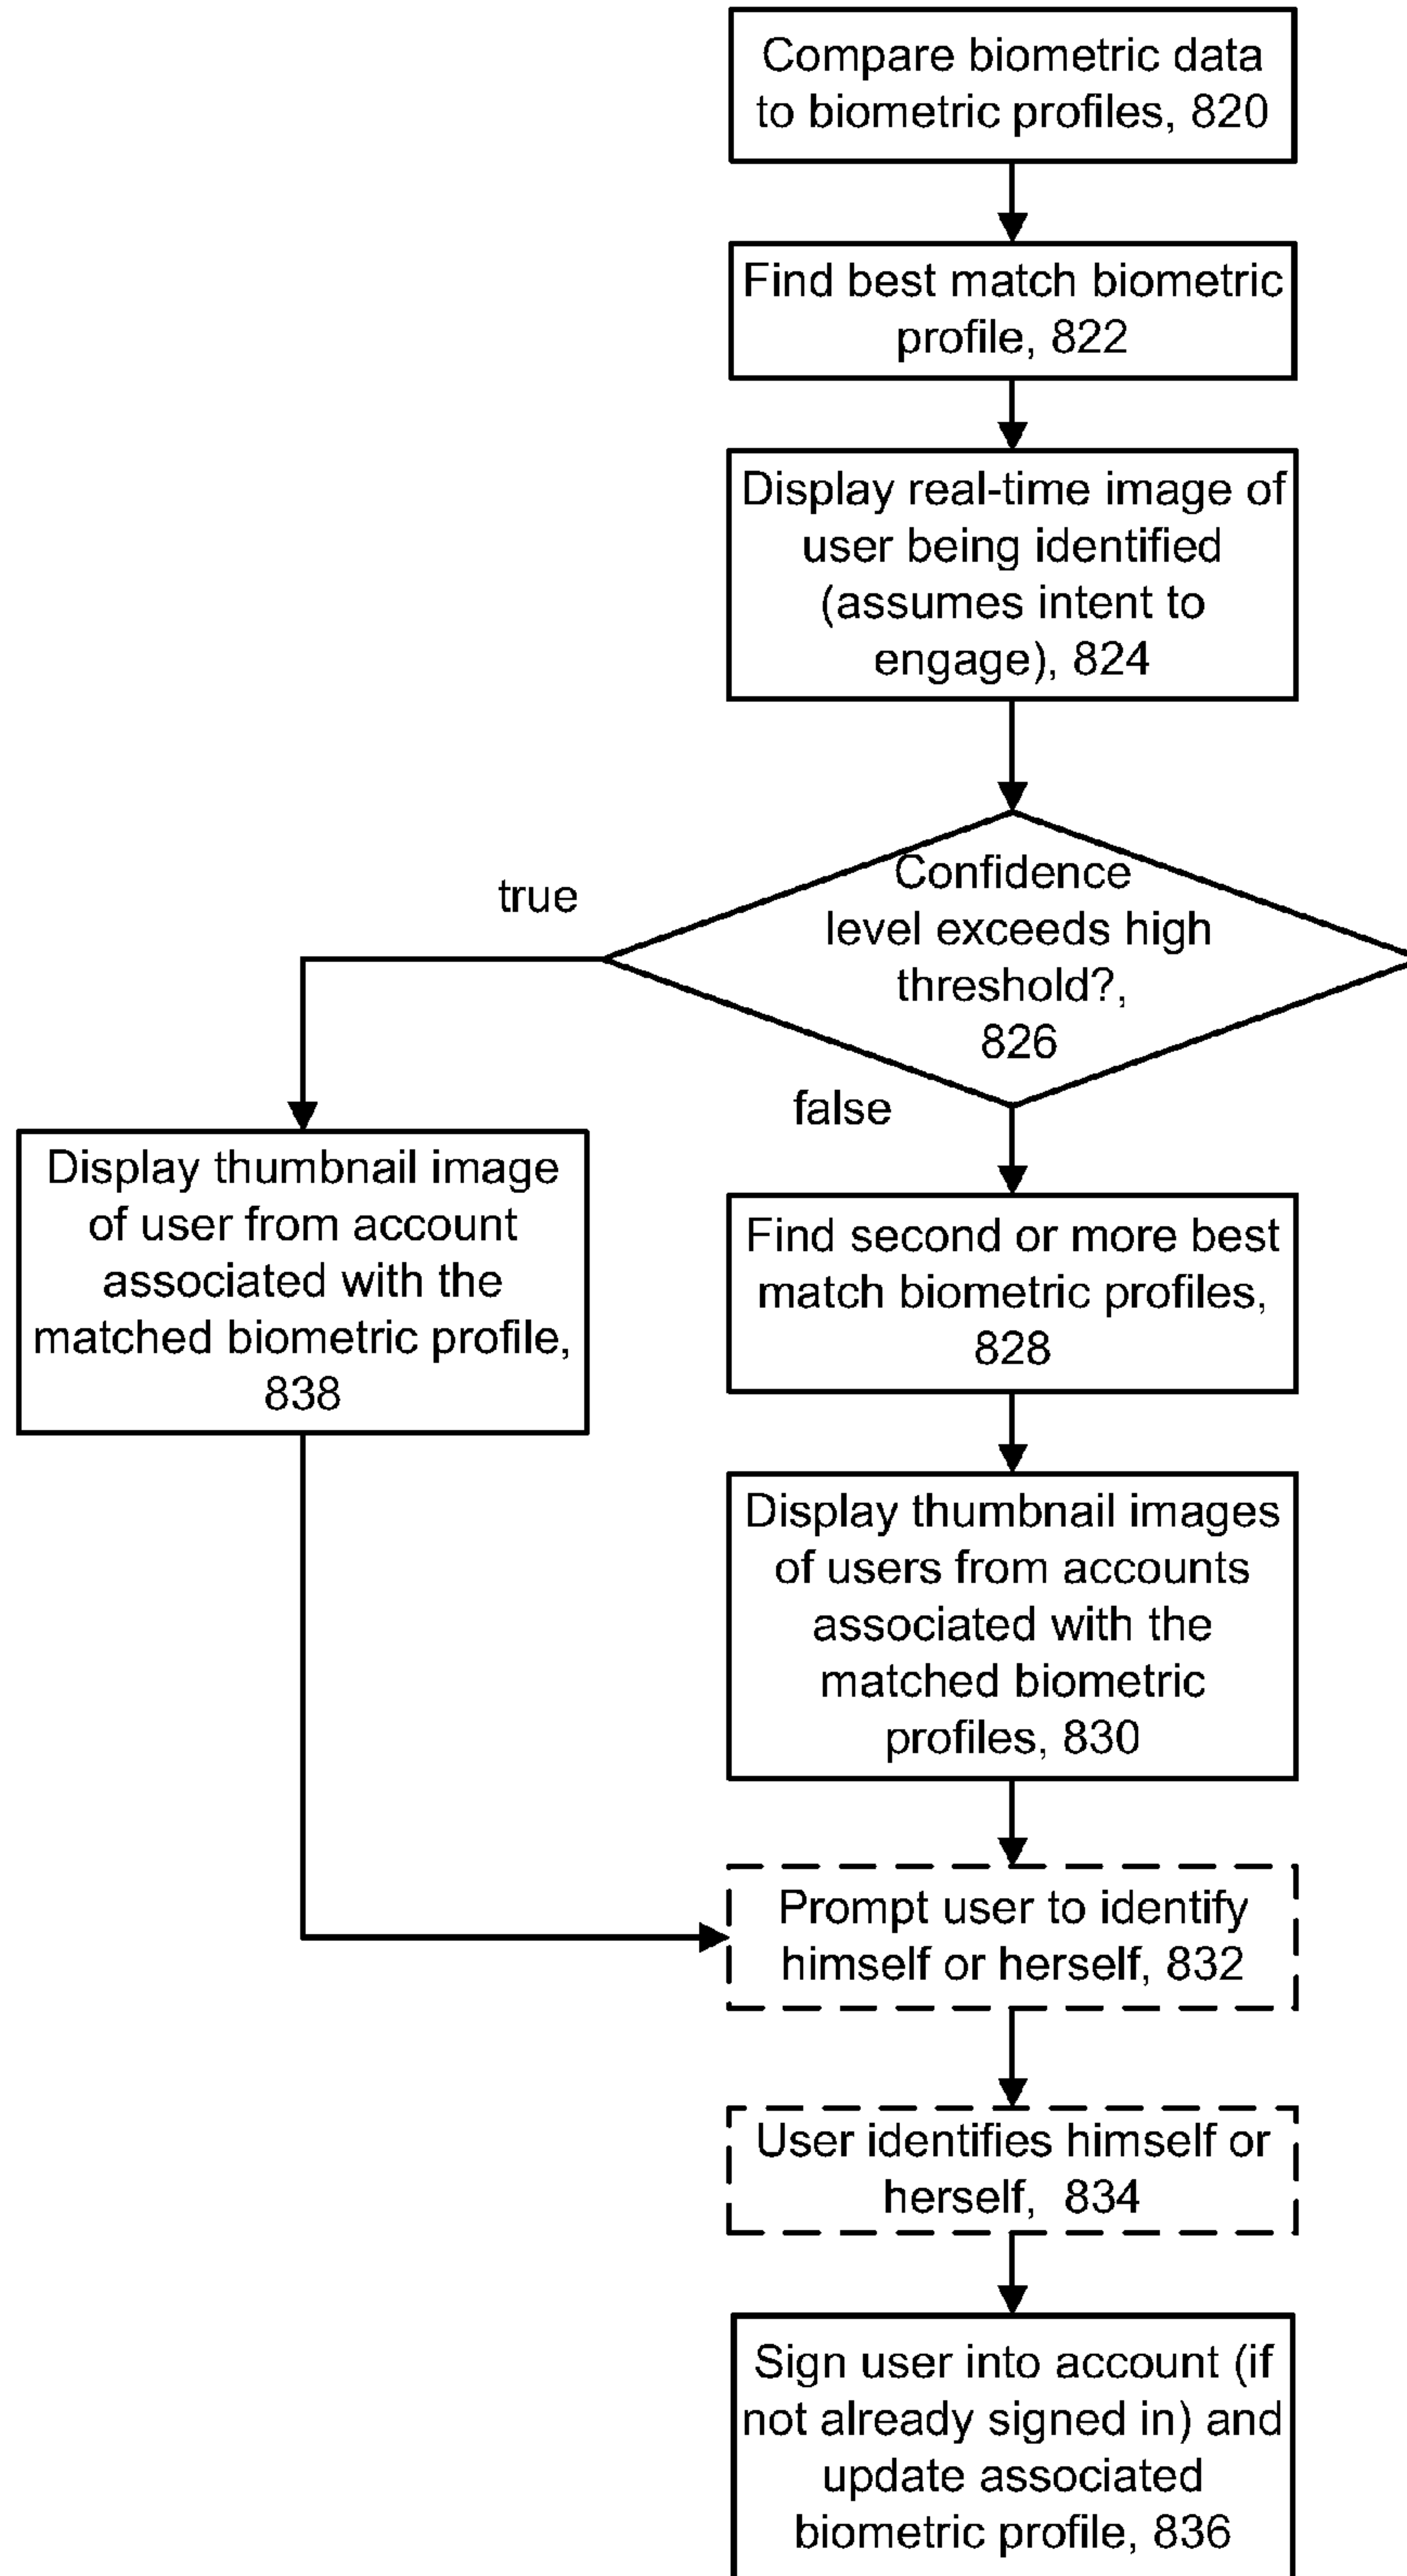 Compare biometric data
to biometric profiles, 820
Find best match biometric
profile, 822
Display real-time image of
user being identified
(assumes intent to
engage), 824
Confidence
level exceeds high
threshold?,
826
true
false
Display thumbnail image
of user from account
associated with the
matched biometric profile,
838
Find second or more best
match biometric profiles,
828
Display thumbnail images
of users from accounts
associated with the
matched biometric
profiles, 830
Prompt user to identify
himself or herself, 832
User identifies himself or
herself, 834
Sign user into account (if
not already signed in) and
update associated
biometric profile, 836